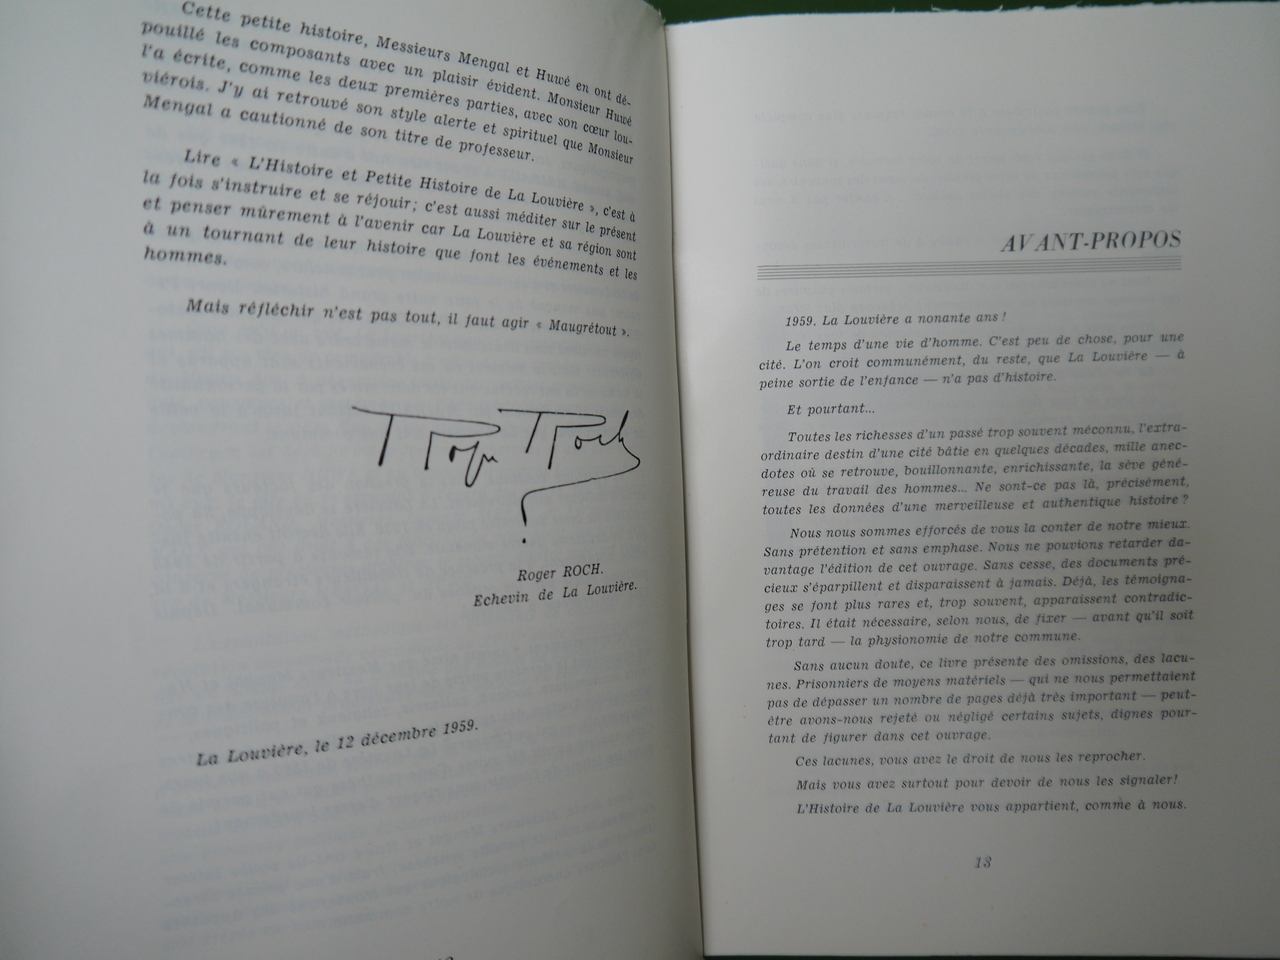 Cette petite histoire, Messieurs Mengal et Huwé en ont dé-
pouillé les composants avec un plaisir évident. Monsieur Huwé
l'a écrite, comme les deux premières parties, avec son cœur lou-
viérois. J'y ai retrouvé son style alerte et spirituel que Monsieur
Mengal a cautionné de son titre de professeur.
Lire « L'Histoire et Petite Histoire de La Louvière », c'est à
la fois s'instruire et se réjouir; c'est aussi méditer sur le présent
et penser mûrement à l'avenir car La Louvière et sa région sont
à un tournant de leur histoire que font les événements et les
hommes.
Mais réfléchir n'est pas tout, il faut agir « Maugrétout ».
Roger Roch
Roger ROCH.
Echevin de La Louvière.
La Louvière, le 12 décembre 1959.
AVANT-PROPOS
1959. La Louvière a nonante ans !
Le temps d'une vie d'homme. C'est peu de chose, pour une
cité. L'on croit communément, du reste, que La Louvière — à
peine sortie de l'enfance — n'a pas d'histoire.
Et pourtant...
Toutes les richesses d'un passé trop souvent méconnu, l'extra-
ordinaire destin d'une cité bâtie en quelques décades, mille anec-
dotes où se retrouve, bouillonnante, enrichissante, la sève géné-
reuse du travail des hommes... Ne sont-ce pas là, précisément,
toutes les données d'une merveilleuse et authentique histoire ?
Nous nous sommes efforcés de vous la conter de notre mieux.
Sans prétention et sans emphase. Nous ne pouvions retarder da-
vantage l'édition de cet ouvrage. Sans cesse, des documents pré-
cieux s'éparpillent et disparaissent à jamais. Déjà, les témoigna-
ges se font plus rares et, trop souvent, apparaissent contradic-
toires. Il était nécessaire, selon nous, de fixer — avant qu'il soit
trop tard — la physionomie de notre commune.
Sans aucun doute, ce livre présente des omissions, des lacu-
nes. Prisonniers de moyens matériels — qui ne nous permettaient
pas de dépasser un nombre de pages déjà très important — peut-
être avons-nous rejeté ou négligé certains sujets, dignes pour-
tant de figurer dans cet ouvrage.
Ces lacunes, vous avez le droit de nous les reprocher.
Mais vous avez surtout pour devoir de nous les signaler!
L'Histoire de La Louvière vous appartient, comme à nous.
13